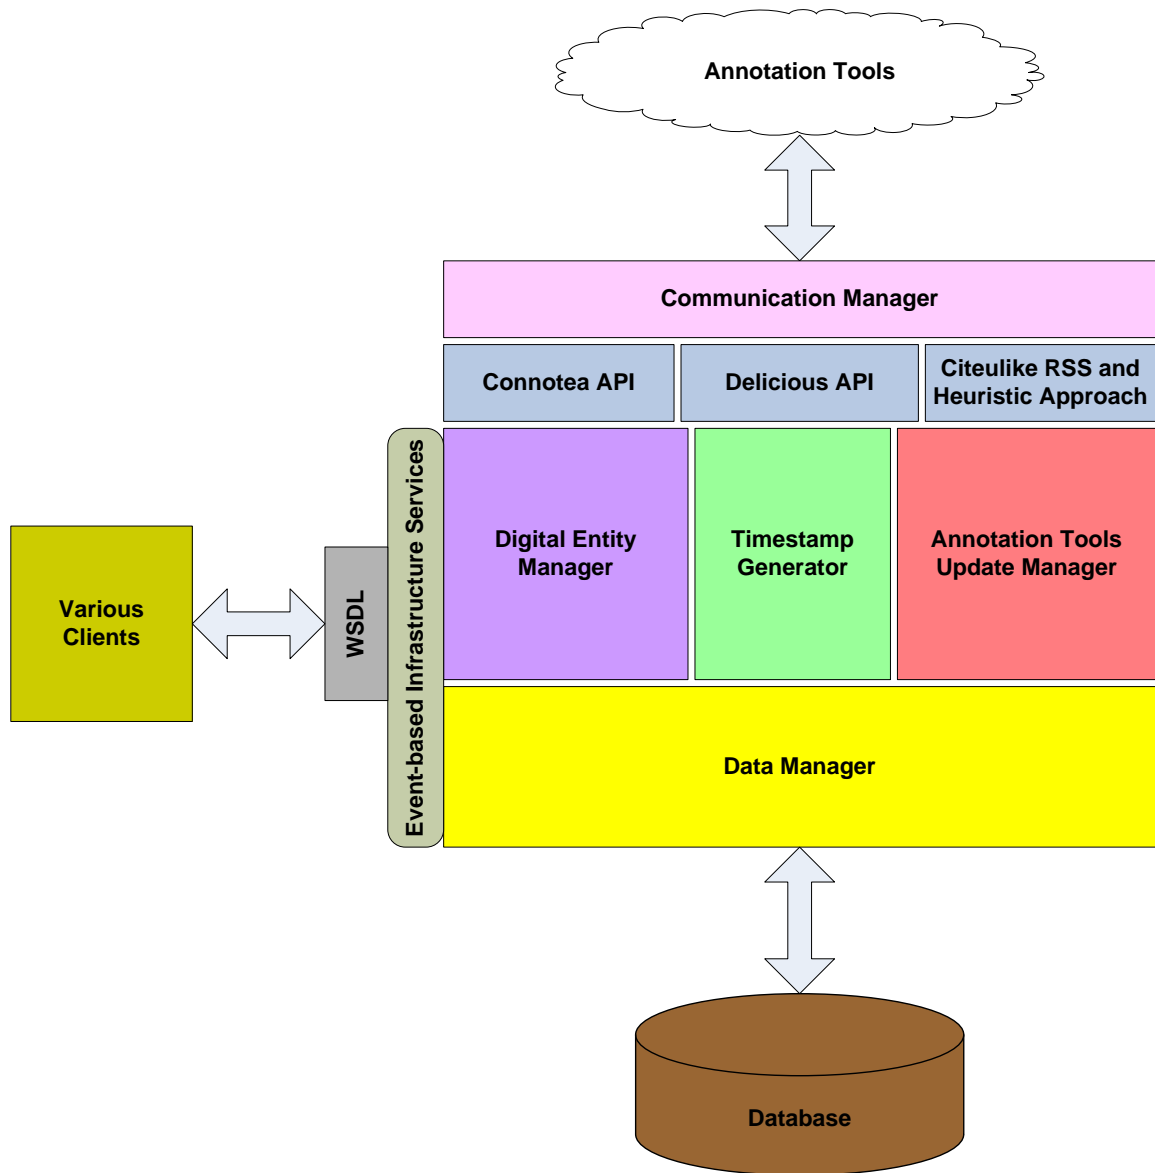 Annotation Tools
Communication Manager
Connotea API
Delicious API
Citeulike RSS and
Heuristic Approach
Event-based Infrastructure Services
Digital Entity
Manager
Timestamp
Generator
Annotation Tools
Update Manager
Various
Clients
WSDL
Data Manager
Database